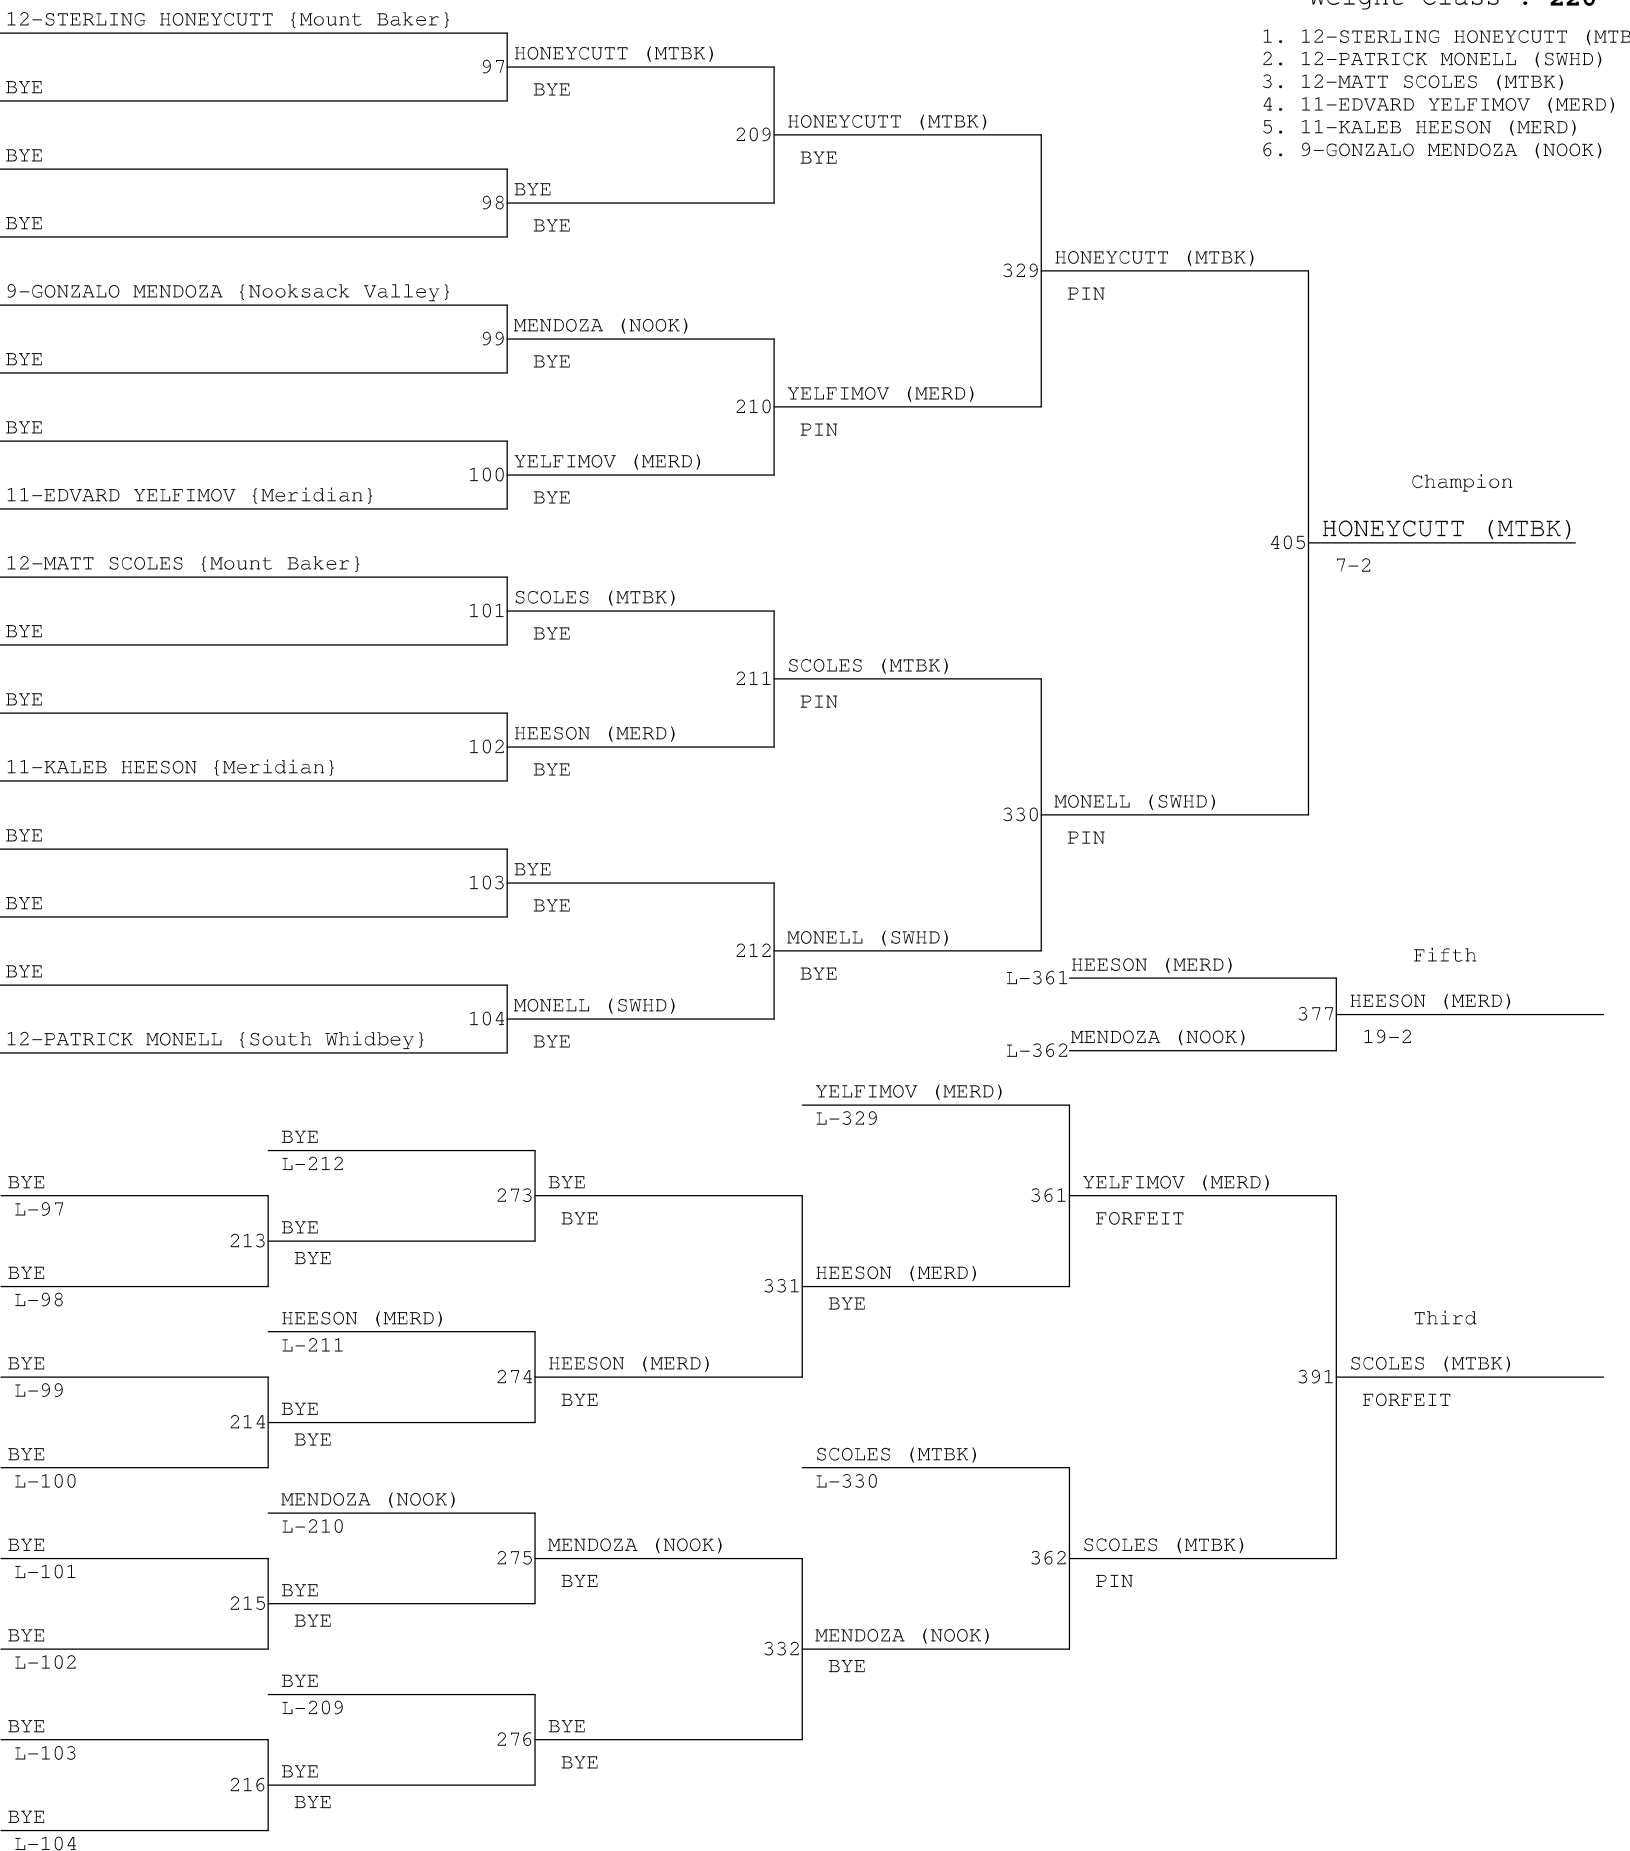 Weight Class : 220
1. 12-STERLING HONEYCUTT (MTB
2. 12-PATRICK MONELL (SWHD)
3. 12-MATT SCOLES (MTBK)
4. 11-EDVARD YELFIMOV (MERD)
5. 11-KALEB HEESON (MERD)
6. 9-GONZALO MENDOZA (NOOK)
12-STERLING HONEYCUTT {Mount Baker}
97
HONEYCUTT (MTBK)
BYE
BYE
209
HONEYCUTT (MTBK)
BYE
BYE
98
BYE
BYE
BYE
329
HONEYCUTT (MTBK)
PIN
9-GONZALO MENDOZA {Nooksack Valley}
99
MENDOZA (NOOK)
BYE
BYE
210
YELFIMOV (MERD)
PIN
BYE
100
YELFIMOV (MERD)
BYE
11-EDVARD YELFIMOV {Meridian}
Champion
405
HONEYCUTT (MTBK)
7-2
12-MATT SCOLES {Mount Baker}
101
SCOLES (MTBK)
BYE
BYE
211
SCOLES (MTBK)
PIN
BYE
102
HEESON (MERD)
BYE
11-KALEB HEESON {Meridian}
330
MONELL (SWHD)
PIN
BYE
103
BYE
BYE
BYE
212
MONELL (SWHD)
BYE
BYE
104
MONELL (SWHD)
BYE
12-PATRICK MONELL {South Whidbey}
Fifth
L-361
HEESON (MERD)
377
HEESON (MERD)
19-2
L-362
MENDOZA (NOOK)
YELFIMOV (MERD)
L-329
BYE
L-212
BYE
L-97
273
BYE
BYE
361
YELFIMOV (MERD)
FORFEIT
213
BYE
BYE
BYE
L-98
331
HEESON (MERD)
BYE
HEESON (MERD)
L-211
Third
BYE
L-99
274
HEESON (MERD)
BYE
391
SCOLES (MTBK)
FORFEIT
214
BYE
BYE
BYE
L-100
SCOLES (MTBK)
L-330
MENDOZA (NOOK)
L-210
BYE
L-101
275
MENDOZA (NOOK)
BYE
362
SCOLES (MTBK)
PIN
215
BYE
BYE
BYE
L-102
332
MENDOZA (NOOK)
BYE
BYE
L-209
BYE
L-103
276
BYE
BYE
216
BYE
BYE
BYE
L-104